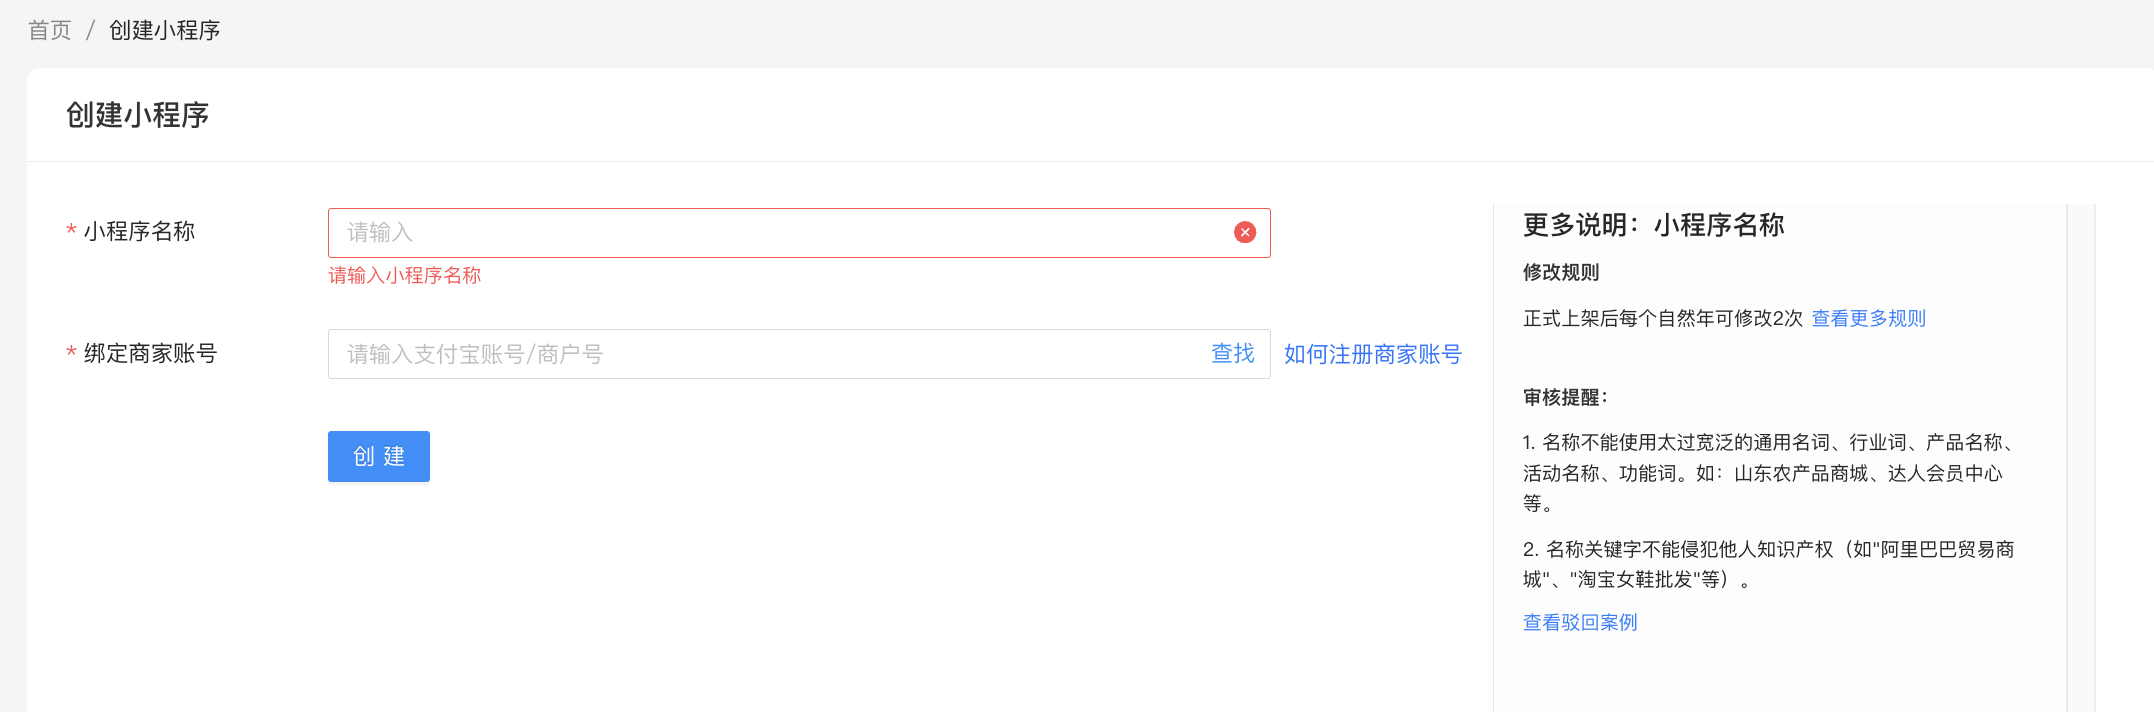 首页 / 创建小程序
创建小程序
* 小程序名称
请输入
请输入小程序名称
* 绑定商家账号
请输入支付宝账号/商户号
查找
如何注册商家账号
创 建
更多说明：小程序名称
修改规则
正式上架后每个自然年可修改2次 查看更多规则
审核提醒：
1. 名称不能使用太过宽泛的通用名词、行业词、产品名称、
活动名称、功能词。如：山东农产品商城、达人会员中心
等。
2. 名称关键字不能侵犯他人知识产权（如"阿里巴巴贸易商
城"、"淘宝女鞋批发"等）。
查看驳回案例